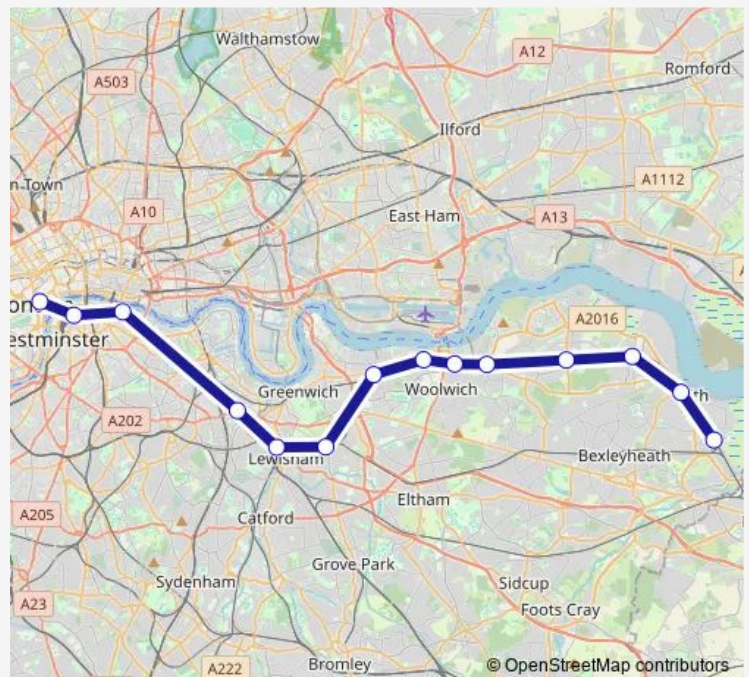 Walthamstow
A12
Romford
A503
Ilford
n Town
A1112
A10
East Ham
A13
A2016
estminster
Greenwich
Woolwich
th
A202
Lewisham
Bexleyheath
Eltham
A205
Catford
Grove Park
Sydenham
Sidcup
Foots Cray
A23
A222
Bromley
© OpenStreetMap contributors